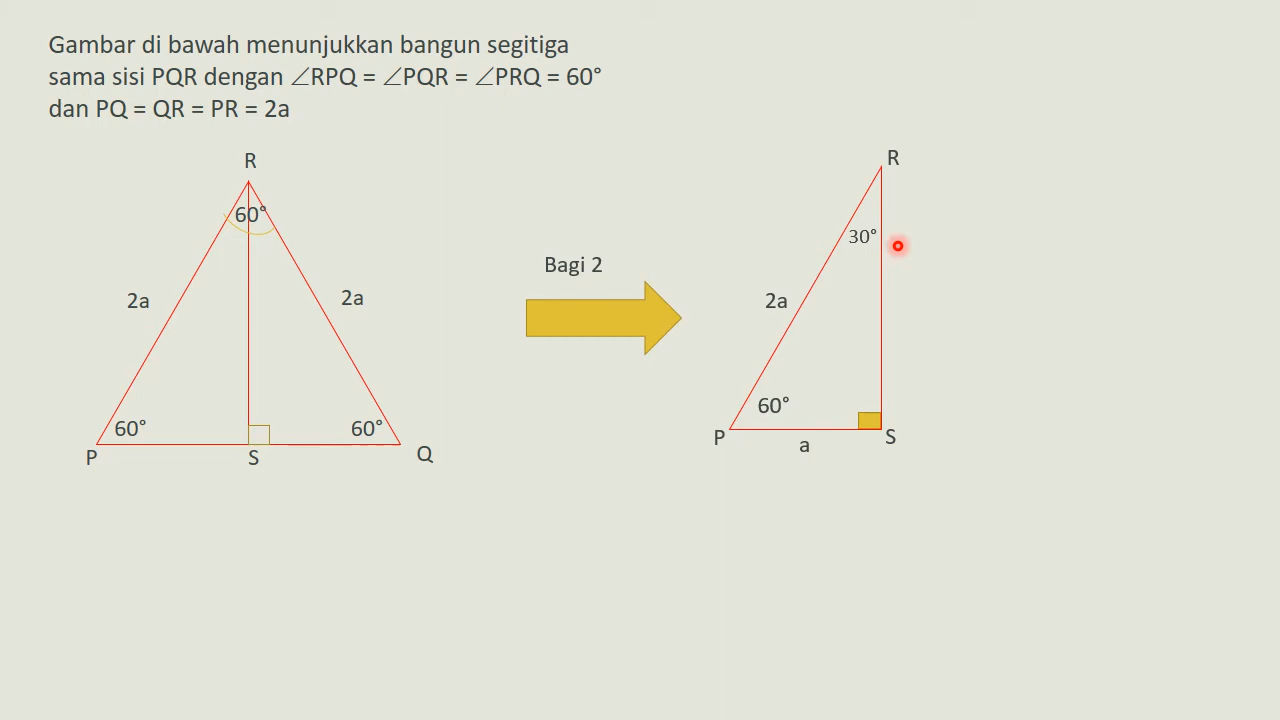 Gambar di bawah menunjukkan bangun segitiga
sama sisi PQR dengan ∠RPQ = ∠PQR = ∠PRQ = 60°
dan PQ = QR = PR = 2a
R
60°
2a
2a
60°
60°
P
S
Q
Bagi 2
R
30°
2a
60°
P
a
S